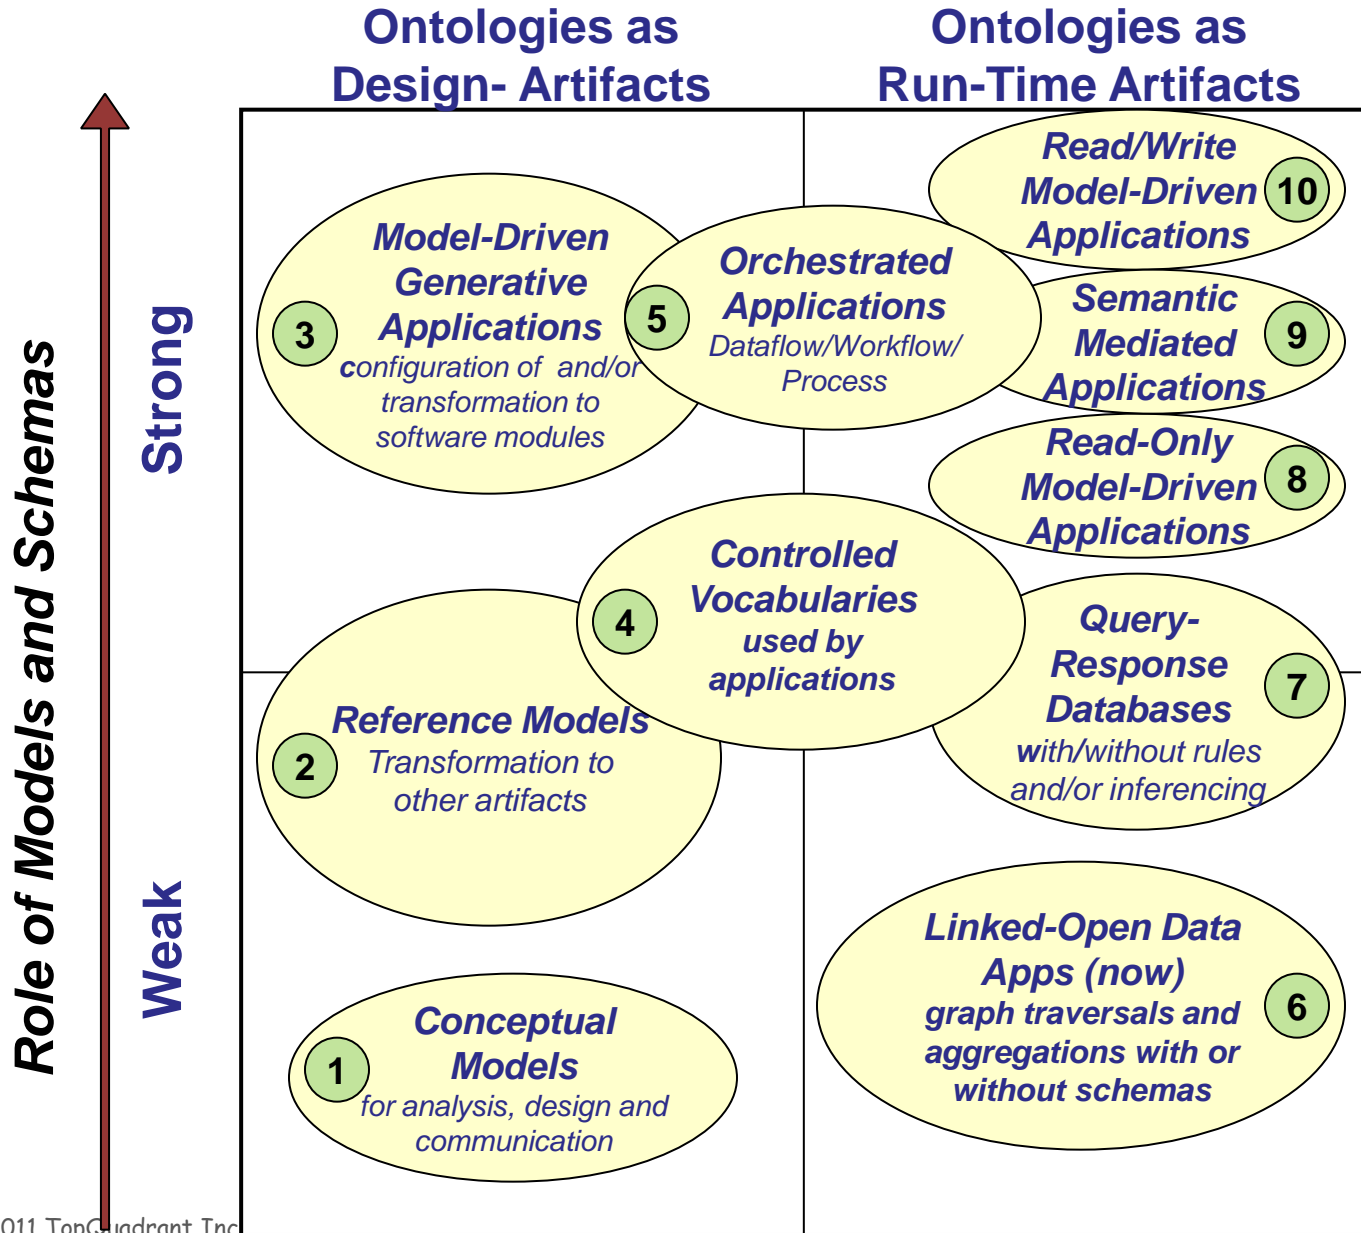 Ontologies as
Design- Artifacts
Ontologies as
Run-Time Artifacts
Role of Models and Schemas
Strong
Weak
3
Model-Driven
Generative
Applications
configuration of and/or
transformation to
software modules
5
Orchestrated
Applications
Dataflow/Workflow/
Process
Read/Write
Model-Driven
Applications
10
Semantic
Mediated
Applications
9
Read-Only
Model-Driven
Applications
8
4
Controlled
Vocabularies
used by
applications
Query-
Response
Databases
with/without rules
and/or inferencing
7
2
Reference Models
Transformation to
other artifacts
Linked-Open Data
Apps (now)
graph traversals and
aggregations with or
without schemas
6
1
Conceptual
Models
for analysis, design and
communication
011 TopQuadrant Inc